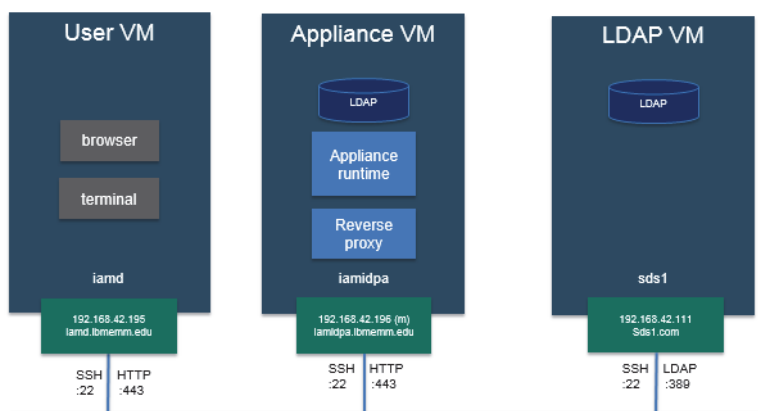 User VM
browser
terminal
iamd
192.168.42.195
iamd.ibmemm.edu
SSH
:22
HTTP
:443
Appliance VM
LDAP
Appliance
runtime
Reverse
proxy
iamidpa
192.168.42.196 (m)
iamidpa.ibmemm.edu
SSH
:22
HTTP
:443
LDAP VM
LDAP
sds1
192.168.42.111
Sds1.com
SSH
:22
LDAP
:389